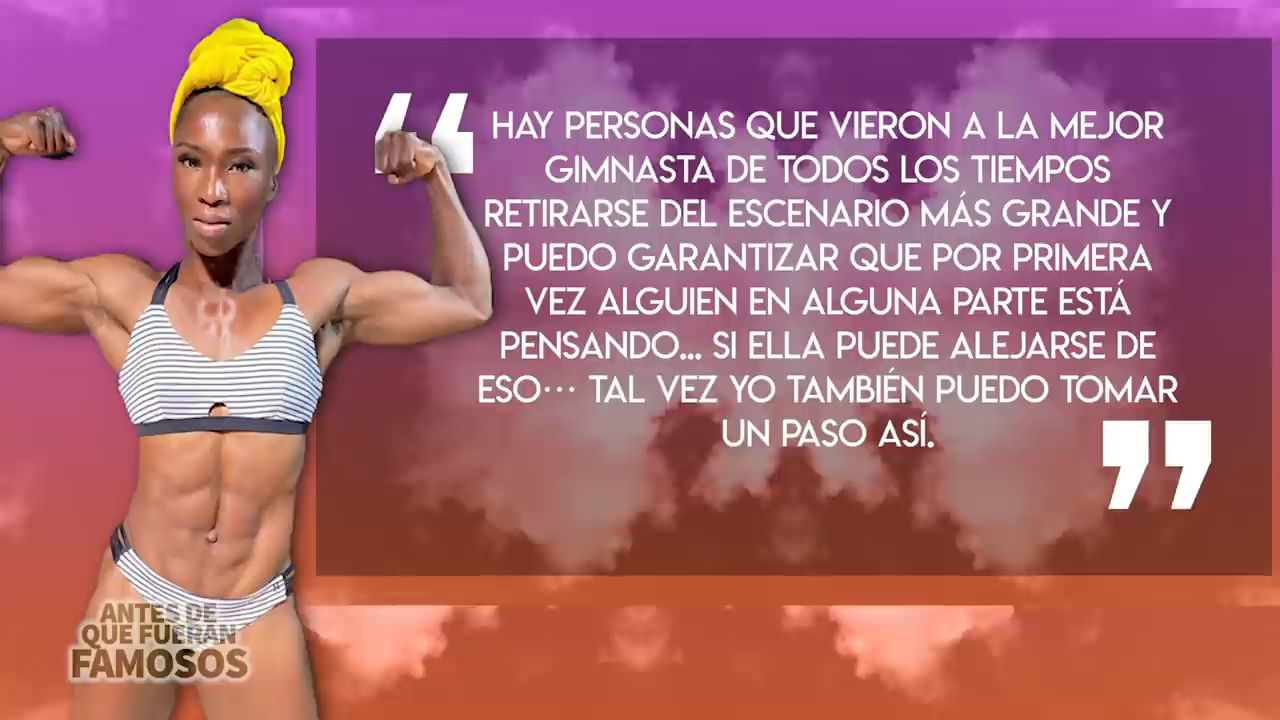 “
HAY PERSONAS QUE VIERON A LA MEJOR
GIMNASTA DE TODOS LOS TIEMPOS
RETIRARSE DEL ESCENARIO MÁS GRANDE Y
PUEDO GARANTIZAR QUE POR PRIMERA
VEZ ALGUIEN EN ALGUNA PARTE ESTÁ
PENSANDO... SI ELLA PUEDE ALEJARSE DE
ESO··· TAL VEZ YO TAMBIÉN PUEDO TOMAR
UN PASO ASÍ.
”
ANTES DE
QUE FUERAN
FAMOSOS